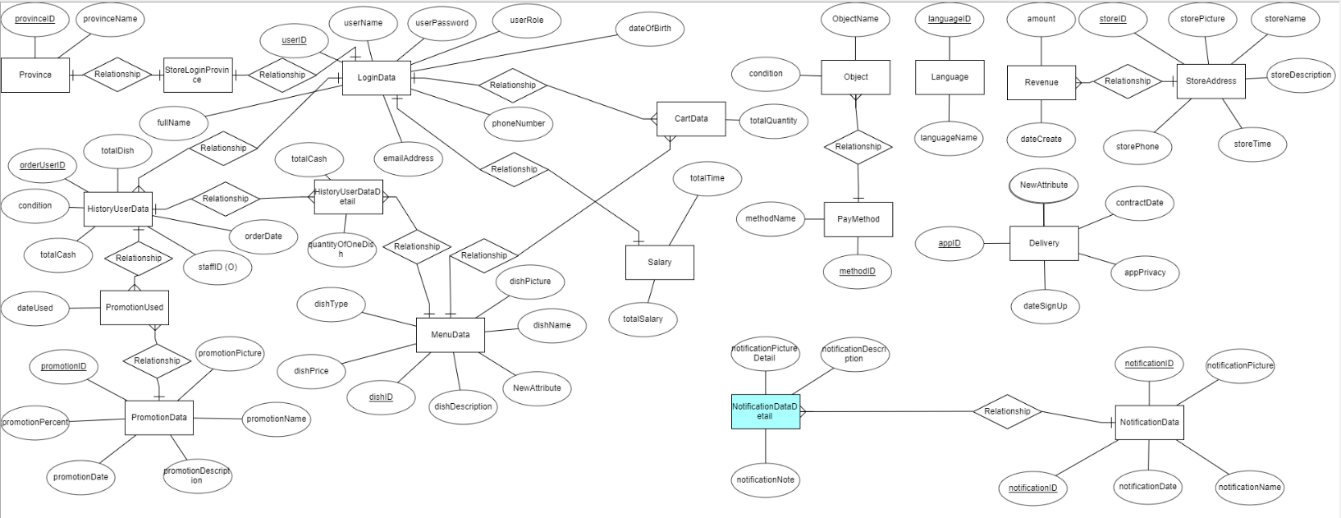 provinceID
provinceName
userName
userPassword
userRole
dateOfBirth
userID
ObjectName
languageID
amount
storeID
storePicture
storeName
Province
Relationship
StoreLoginProvin
ce
Relationship
LoginData
Relationship
condition
Object
Language
Revenue
Relationship
StoreAddress
storeDescription
fullName
phoneNumber
CartData
totalQuantity
languageName
dateCreate
storePhone
storeTime
totalDish
Relationship
totalCash
emailAddress
Relationship
Relationship
orderUserID
condition
HistoryUserData
Relationship
HistoryUserDataD
etail
totalTime
NewAttribute
contractDate
methodName
PayMethod
totalCash
staffID (O)
orderDate
quantityOfOneDis
h
Relationship
Relationship
Salary
methodID
appID
Delivery
appPrivacy
Relationship
dishPicture
dateUsed
PromotionUsed
dishType
MenuData
dishName
totalSalary
dateSignUp
promotionID
Relationship
promotionPicture
dishPrice
dishID
dishDescription
NewAttribute
notificationPicture
Detail
notificationDescri
ption
notificationID
notificationPicture
promotionPercent
PromotionData
promotionName
NotificationDataD
etail
Relationship
NotificationData
promotionDate
promotionDescript
ion
notificationNote
notificationID
notificationDate
notificationName